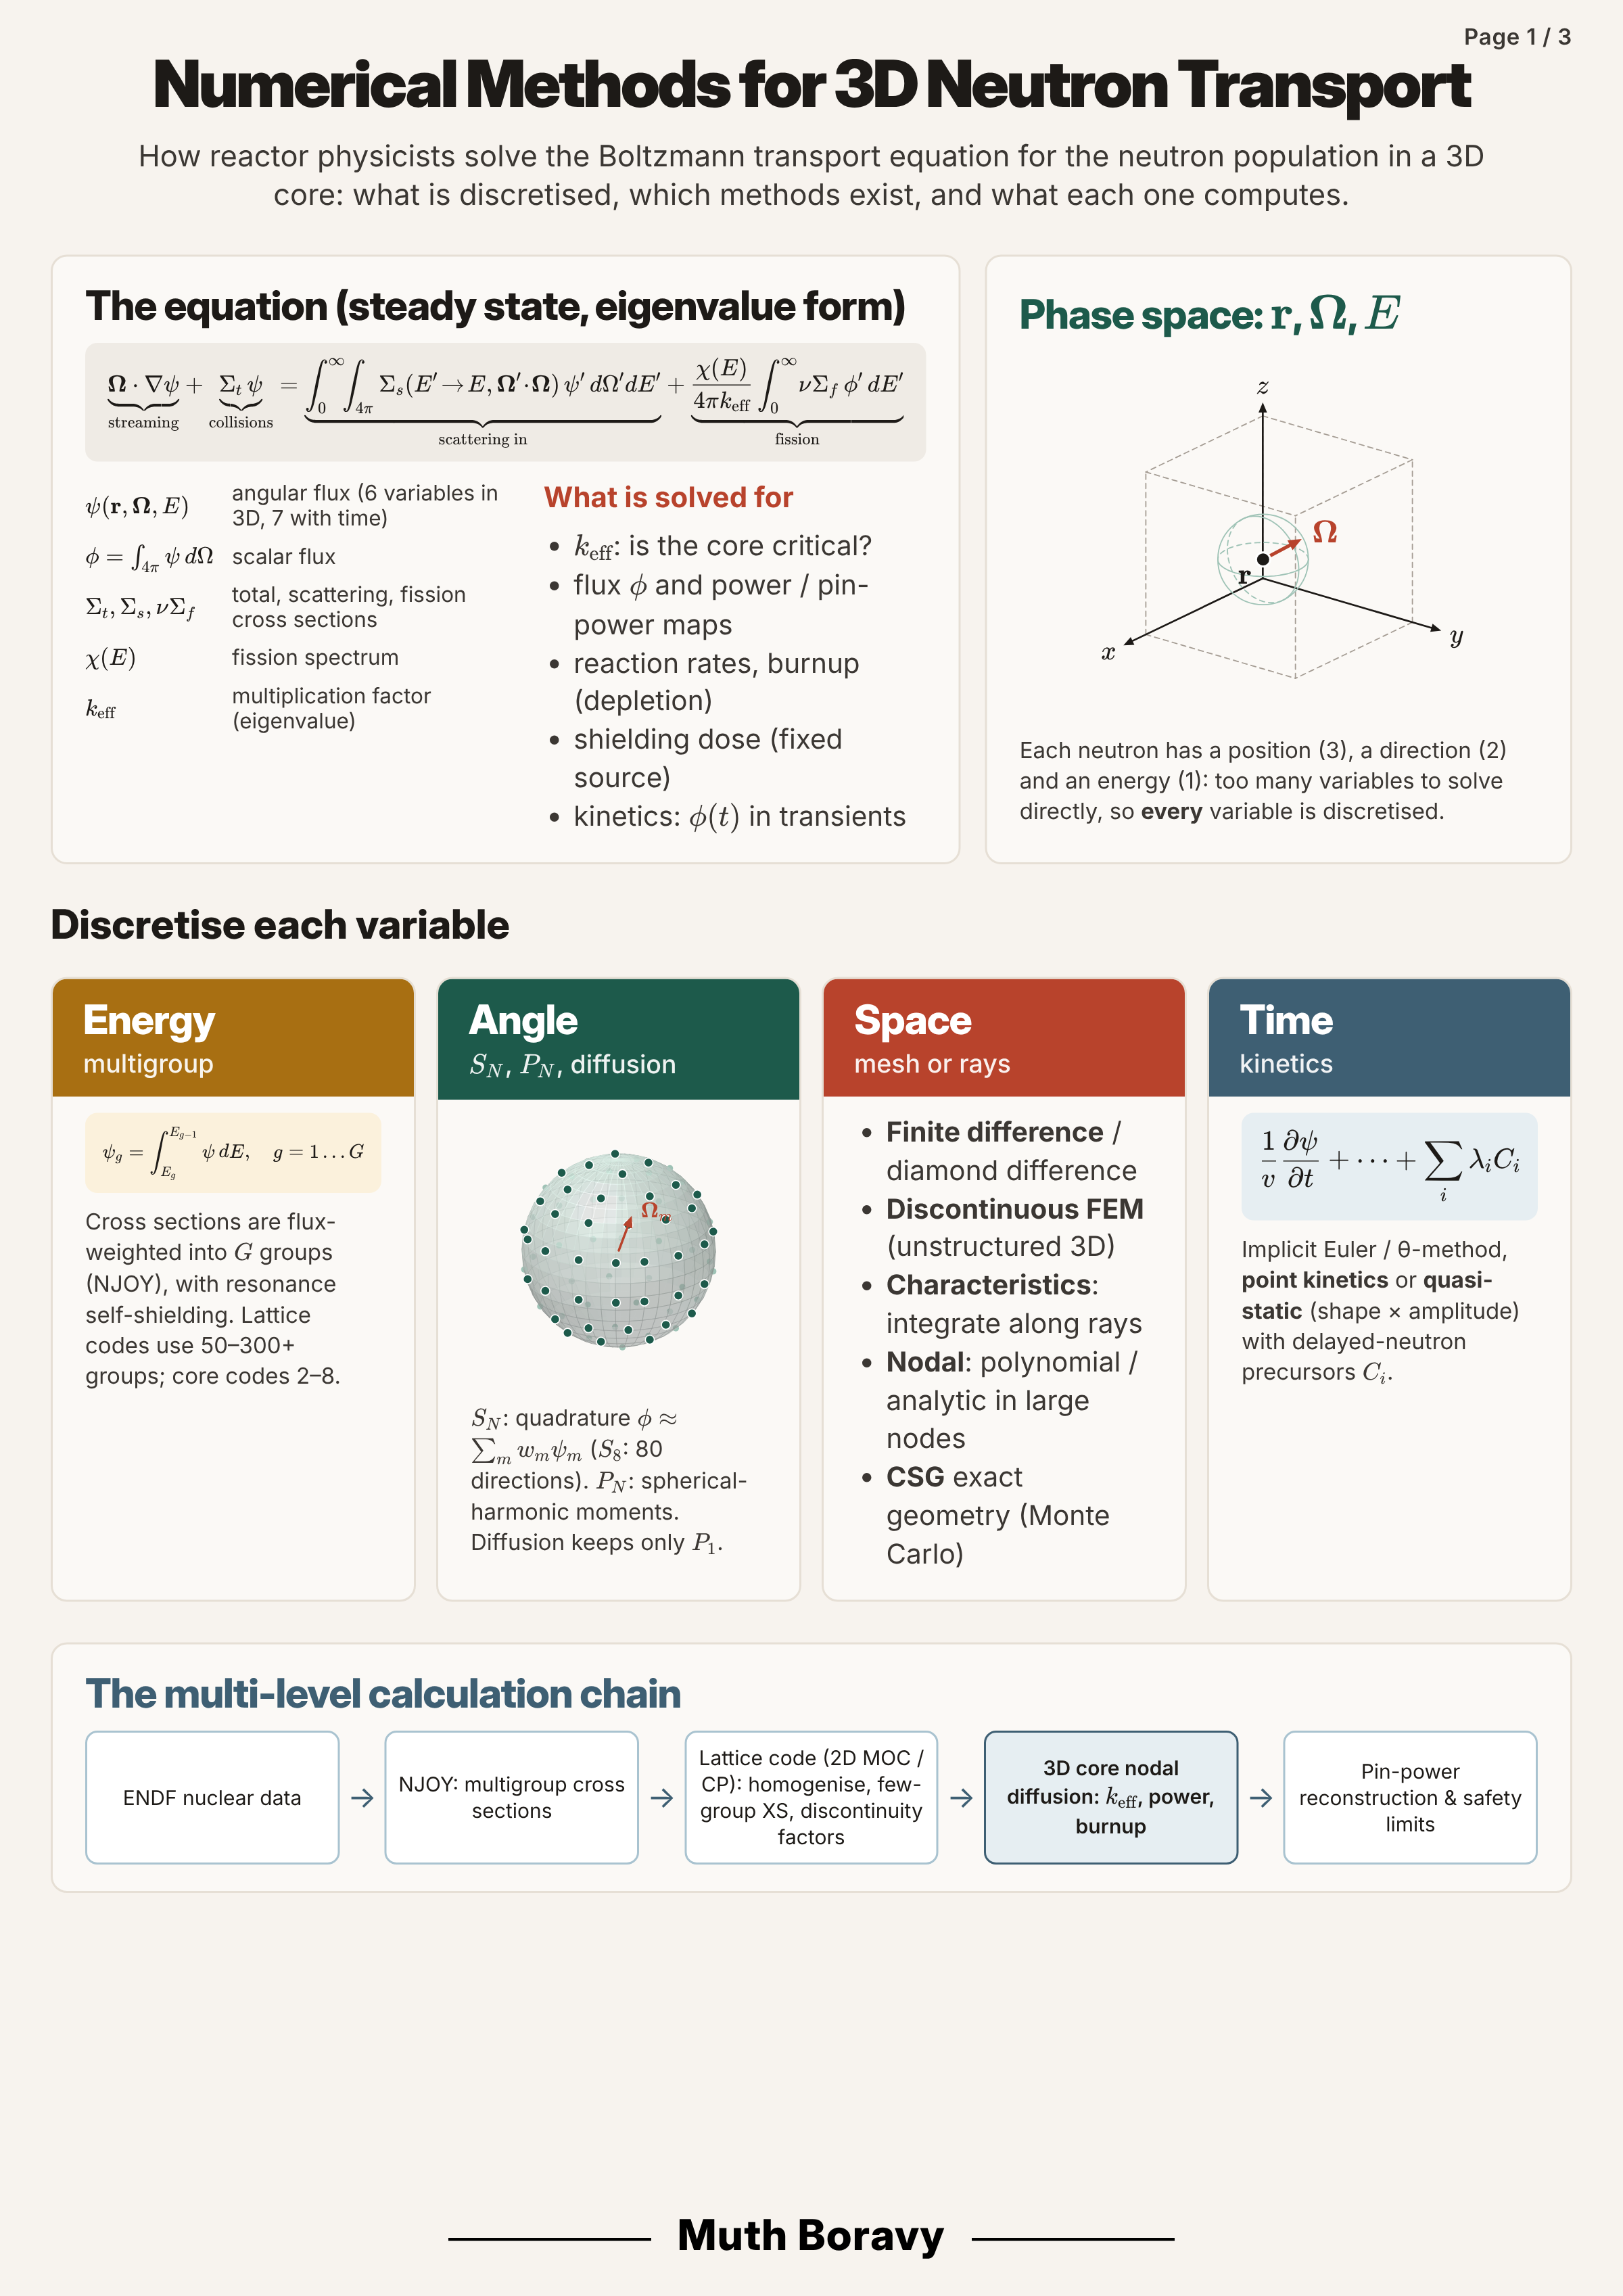 Page 1 / 3
Numerical Methods for 3D Neutron Transport
How reactor physicists solve the Boltzmann transport equation for the neutron population in a 3D
core: what is discretised, which methods exist, and what each one computes.
The equation (steady state, eigenvalue form)
Ω · ∇ψ + Σ_t ψ = ∫_0^∞ ∫_{4π} Σ_s(E′→E, Ω′·Ω) ψ′ dΩ′dE′ + χ(E)/(4πk_eff) ∫_0^∞ νΣ_f ϕ′ dE′
streaming collisions scattering in fission
ψ(r, Ω, E) angular flux (6 variables in
3D, 7 with time)
ϕ = ∫_{4π} ψ dΩ scalar flux
Σ_t, Σ_s, νΣ_f total, scattering, fission
cross sections
χ(E) fission spectrum
k_eff multiplication factor
(eigenvalue)
What is solved for
• k_eff: is the core critical?
• flux ϕ and power / pin-
power maps
• reaction rates, burnup
(depletion)
• shielding dose (fixed
source)
• kinetics: ϕ(t) in transients
Phase space: r, Ω, E
z
Ω
r
x
y
Each neutron has a position (3), a direction (2)
and an energy (1): too many variables to solve
directly, so every variable is discretised.
Discretise each variable
Energy
multigroup
ψ_g = ∫_{E_g}^{E_{g−1}} ψ dE, g = 1…G
Cross sections are flux-
weighted into G groups
(NJOY), with resonance
self-shielding. Lattice
codes use 50–300+
groups; core codes 2–8.
Angle
S_N, P_N, diffusion
Ω_m
S_N: quadrature ϕ ≈
∑_m w_m ψ_m (S_8: 80
directions). P_N: spherical-
harmonic moments.
Diffusion keeps only P_1.
Space
mesh or rays
• Finite difference /
diamond difference
• Discontinuous FEM
(unstructured 3D)
• Characteristics:
integrate along rays
• Nodal: polynomial /
analytic in large
nodes
• CSG exact
geometry (Monte
Carlo)
Time
kinetics
1/v ∂ψ/∂t + ⋯ + ∑_i λ_i C_i
Implicit Euler / θ-method,
point kinetics or quasi-
static (shape × amplitude)
with delayed-neutron
precursors C_i.
The multi-level calculation chain
ENDF nuclear data
→
NJOY: multigroup cross
sections
→
Lattice code (2D MOC /
CP): homogenise, few-
group XS, discontinuity
factors
→
3D core nodal
diffusion: k_eff, power,
burnup
→
Pin-power
reconstruction & safety
limits
Muth Boravy